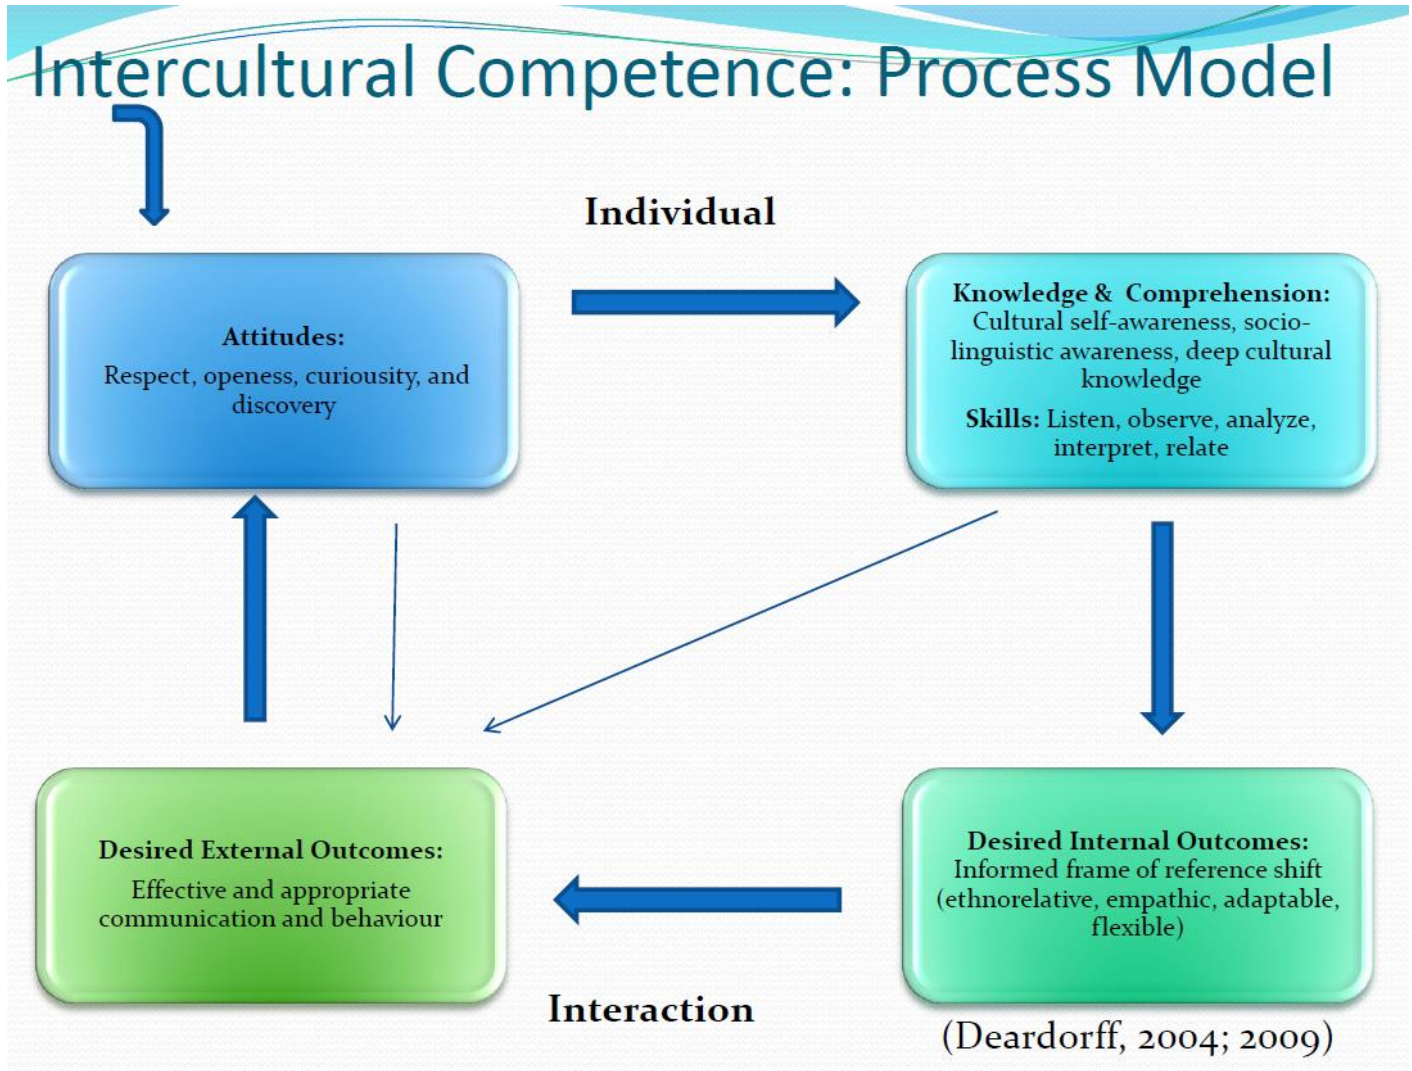 Intercultural Competence: Process Model
Individual
Attitudes:
Respect, openess, curiousity, and
discovery
Knowledge & Comprehension:
Cultural self-awareness, socio-
linguistic awareness, deep cultural
knowledge
Skills: Listen, observe, analyze,
interpret, relate
Desired External Outcomes:
Effective and appropriate
communication and behaviour
Desired Internal Outcomes:
Informed frame of reference shift
(ethnorelative, empathic, adaptable,
flexible)
Interaction
(Deardorff, 2004; 2009)